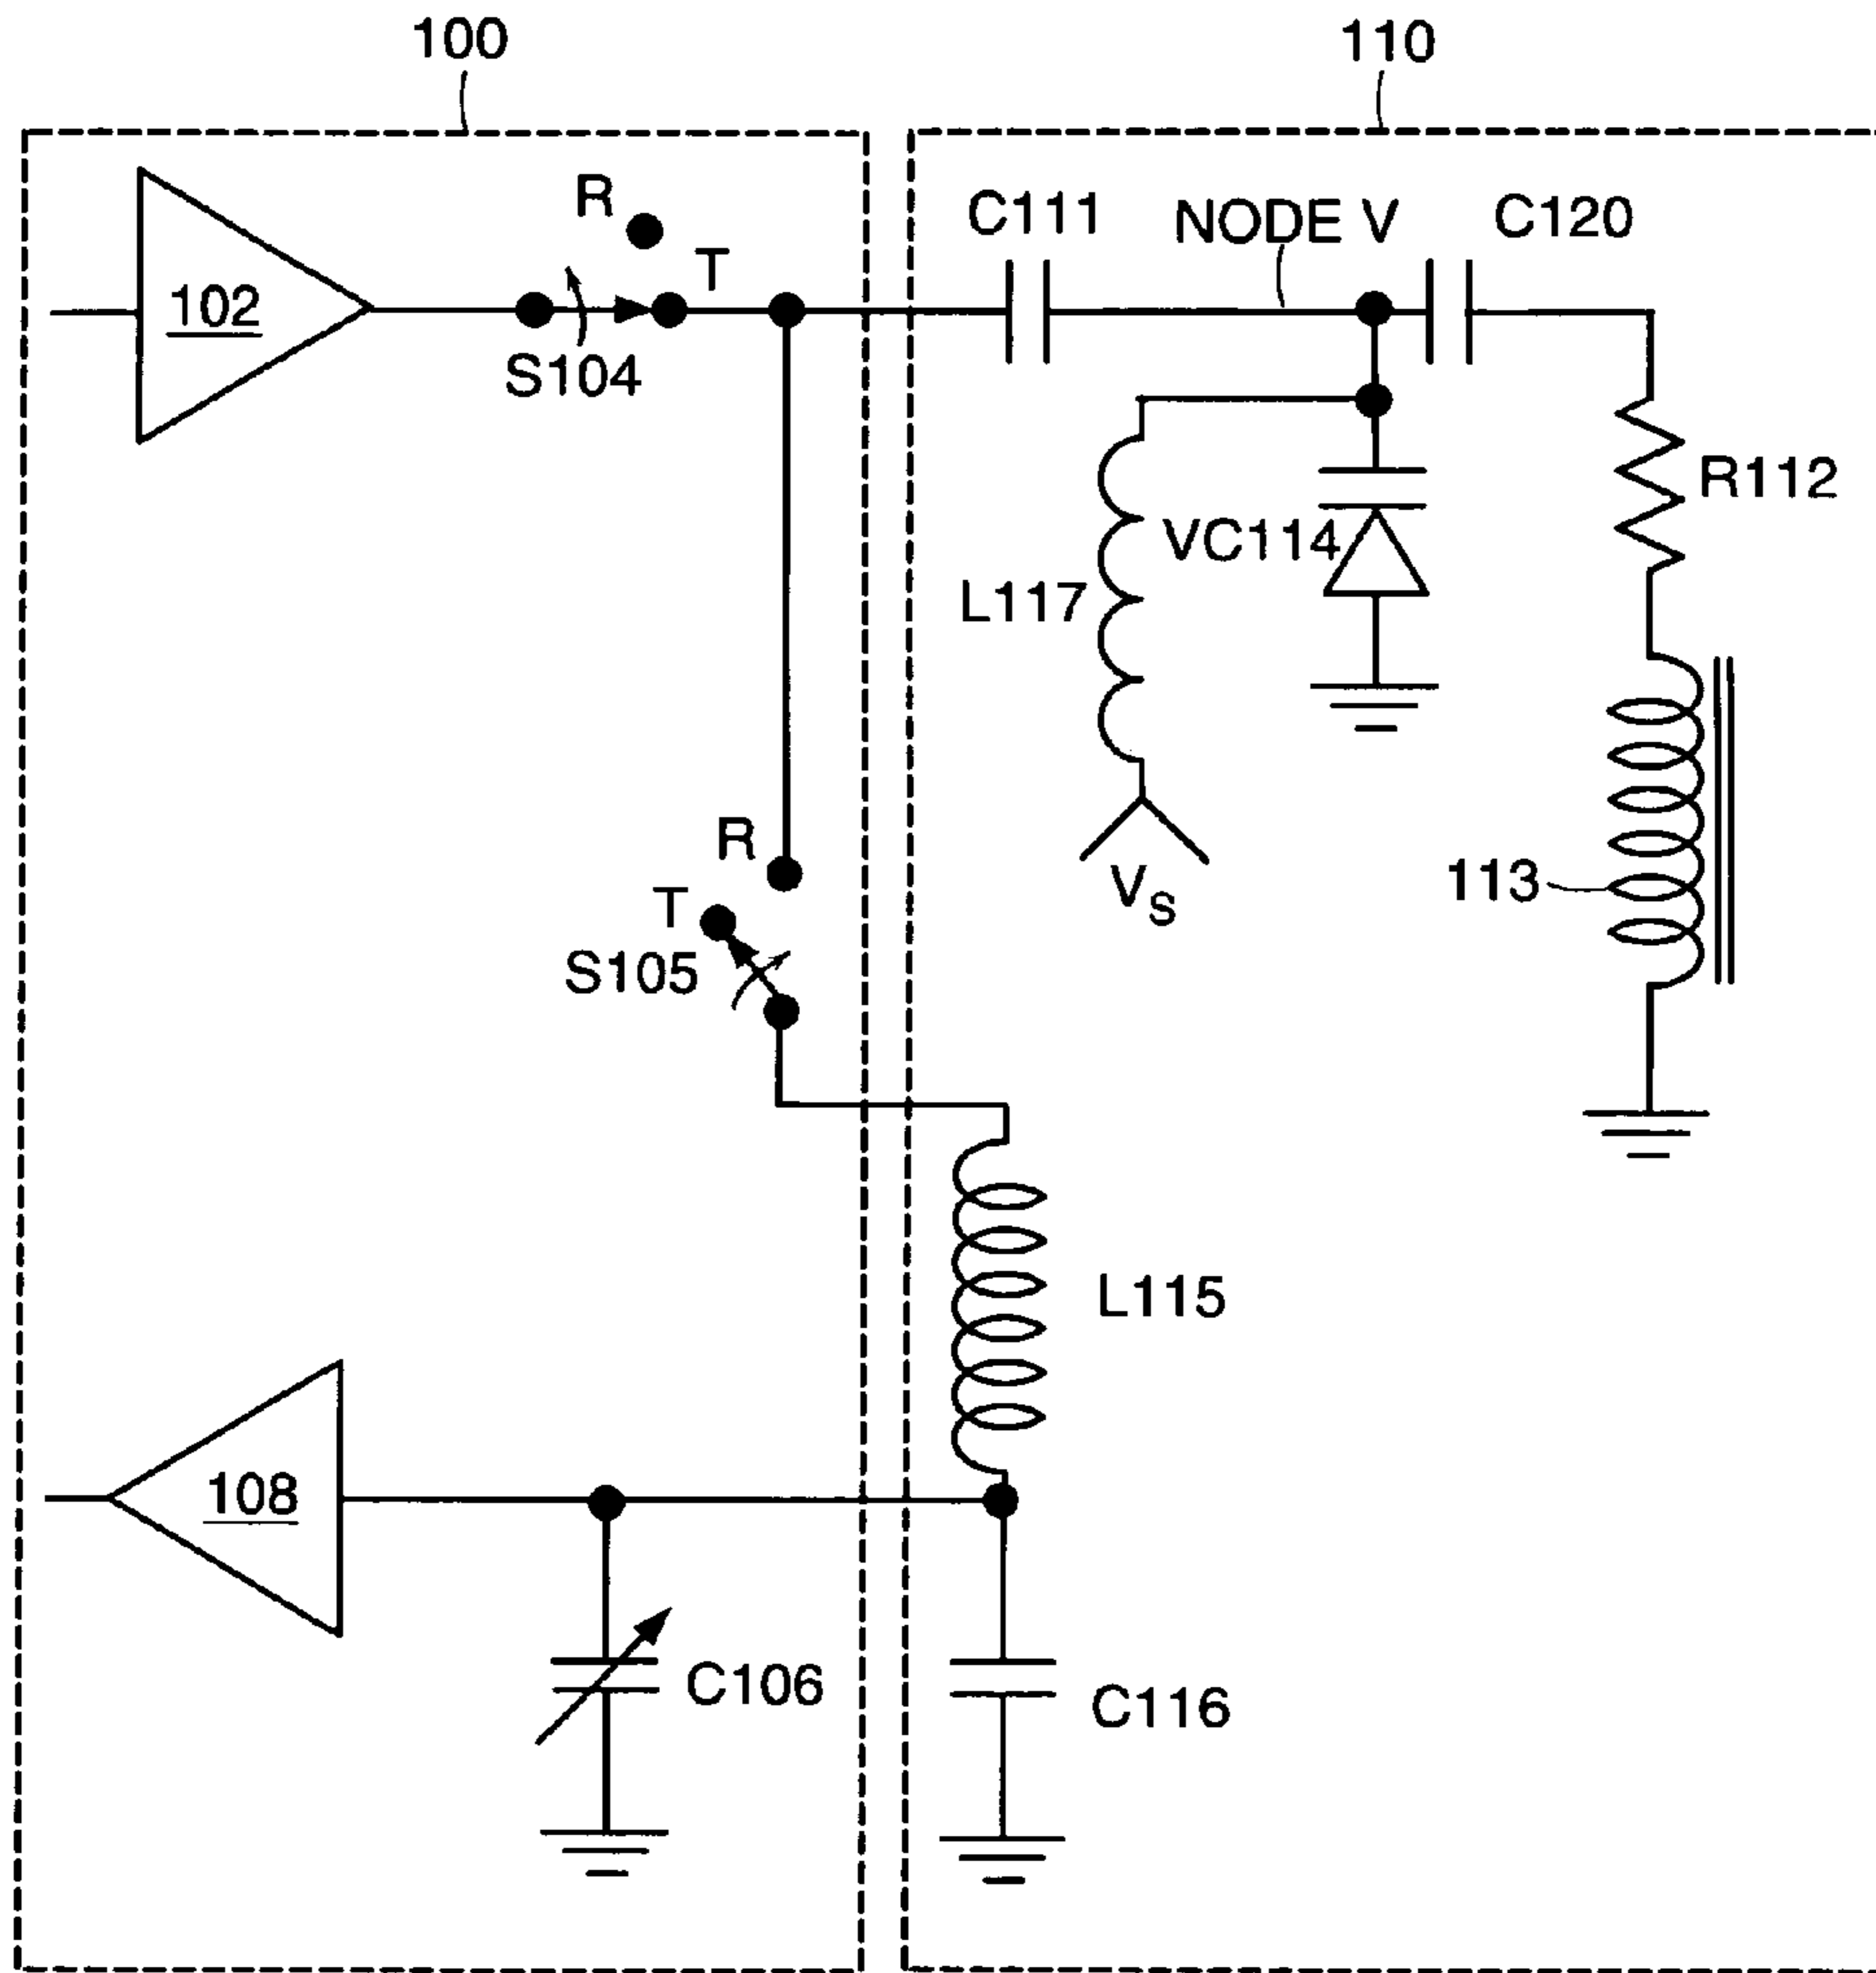 100
110
R
T
102
S104
C111
NODE V
C120
R112
VC114
L117
VS
113
R
T
S105
L115
108
C106
C116